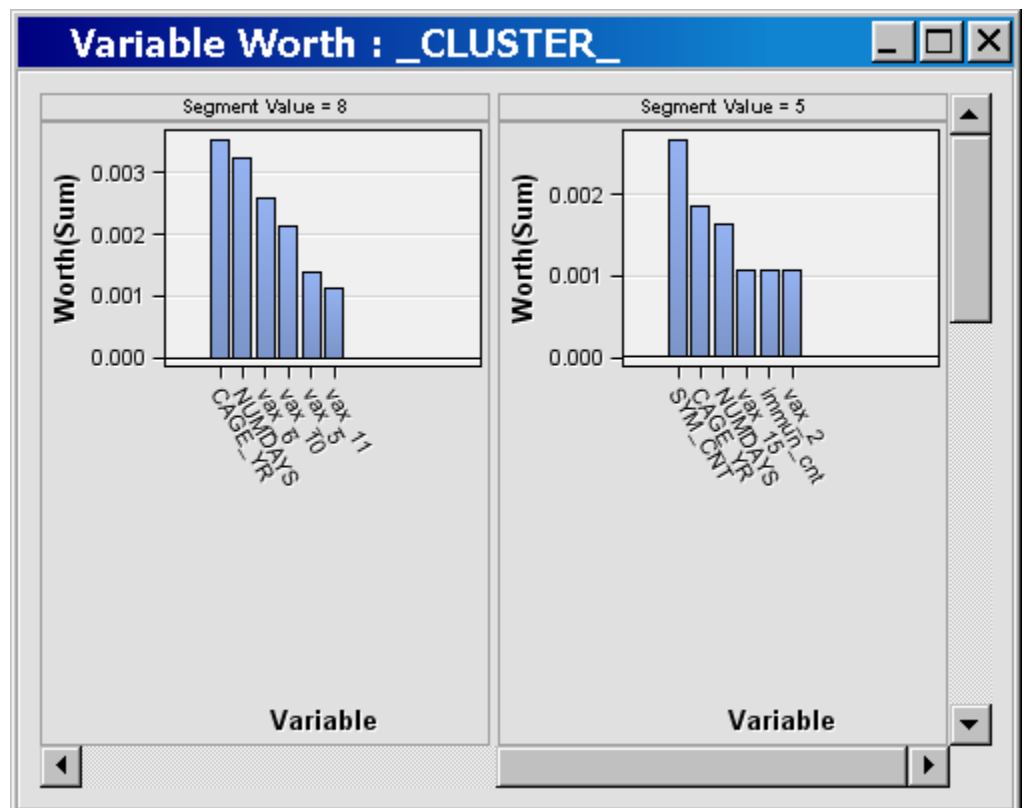 Variable Worth : _CLUSTER_
Segment Value = 8
Worth(Sum)
0.003
0.002
0.001
0.000
CAGE_YR
NUMDAYS
vax_6
vax_10
vax_5
vax_11
Variable
Segment Value = 5
Worth(Sum)
0.002
0.001
0.000
SYM_CNT
CAGE_YR
NUMDAYS
vax_15
immun_cnt
vax_2
Variable